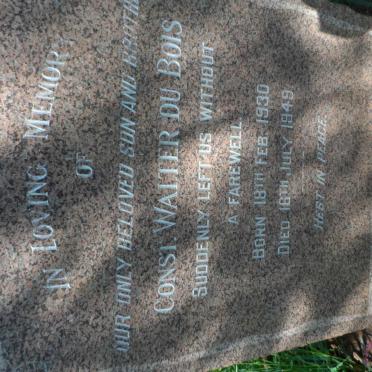 IN LOVING MEMORY
OF
OUR ONLY BELOVED SON AND BROTHER
CONST WALTER DU BOIS
SUDDENLY LEFT US WITHOUT
A FAREWELL
BORN 18TH FEB. 1930
DIED 18TH JULY 1949
REST IN PEACE.